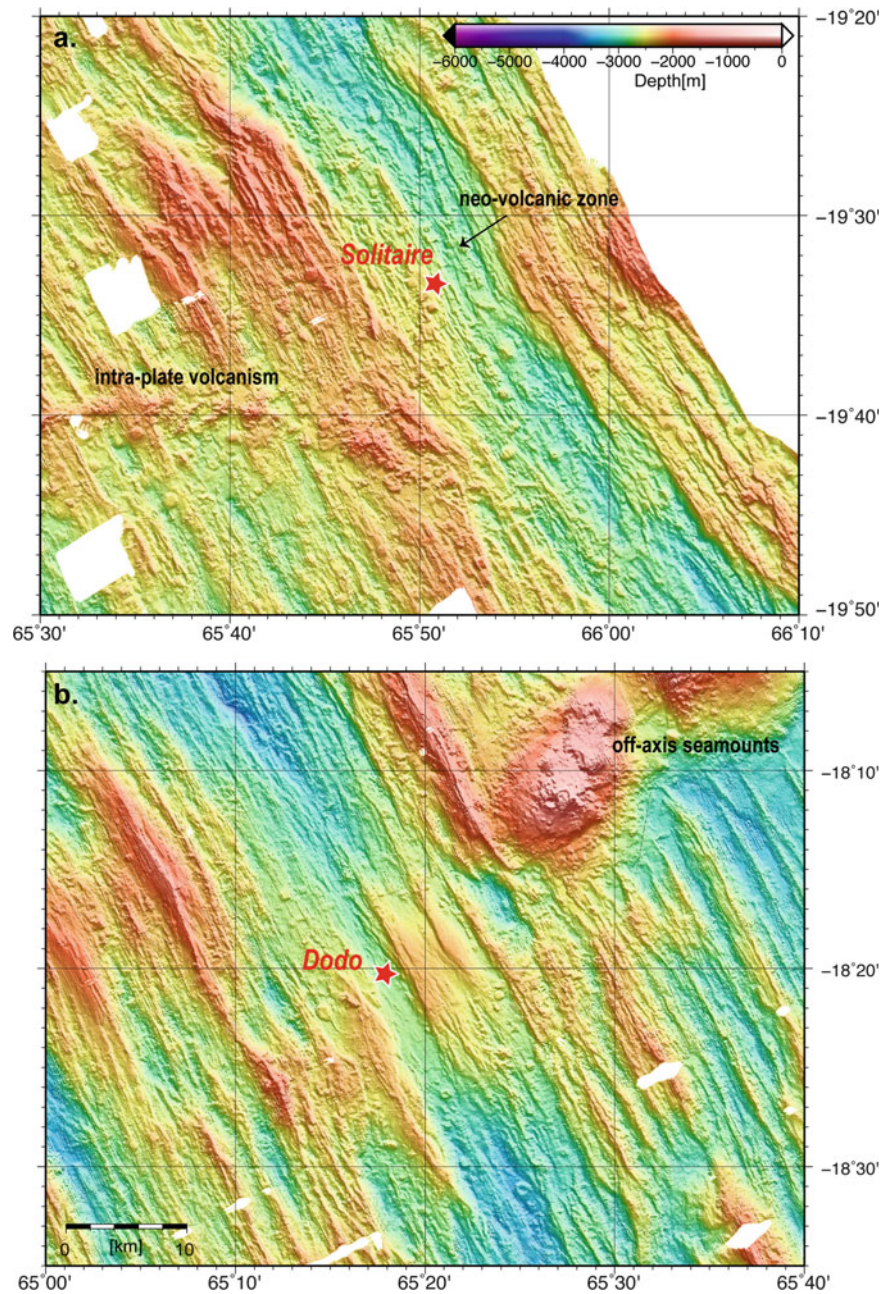 a.
−6000 −5000 −4000 −3000 −2000 −1000 0
Depth[m]
−19˚20'
neo-volcanic zone
−19˚30'
Solitaire
intra-plate volcanism
−19˚40'
−19˚50'
65˚30' 65˚40' 65˚50' 66˚00' 66˚10'
b.
off-axis seamounts
−18˚10'
Dodo
−18˚20'
−18˚30'
0 [km] 10
65˚00' 65˚10' 65˚20' 65˚30' 65˚40'